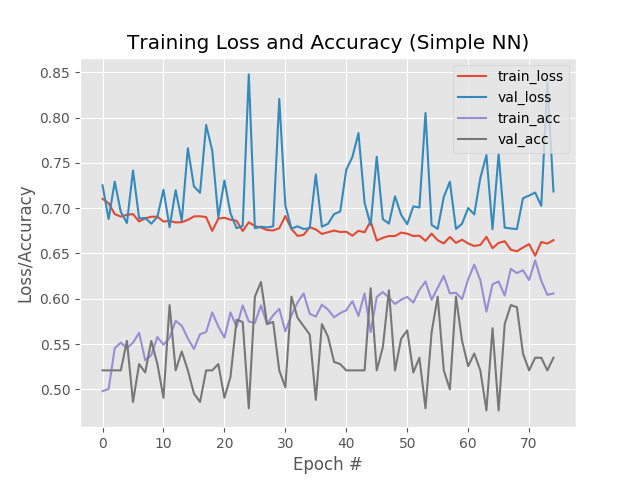 Training Loss and Accuracy (Simple NN)
train_loss
val_loss
train_acc
val_acc
0.85
0.80
0.75
0.70
0.65
0.60
0.55
0.50
Loss/Accuracy
0 10 20 30 40 50 60 70
Epoch #